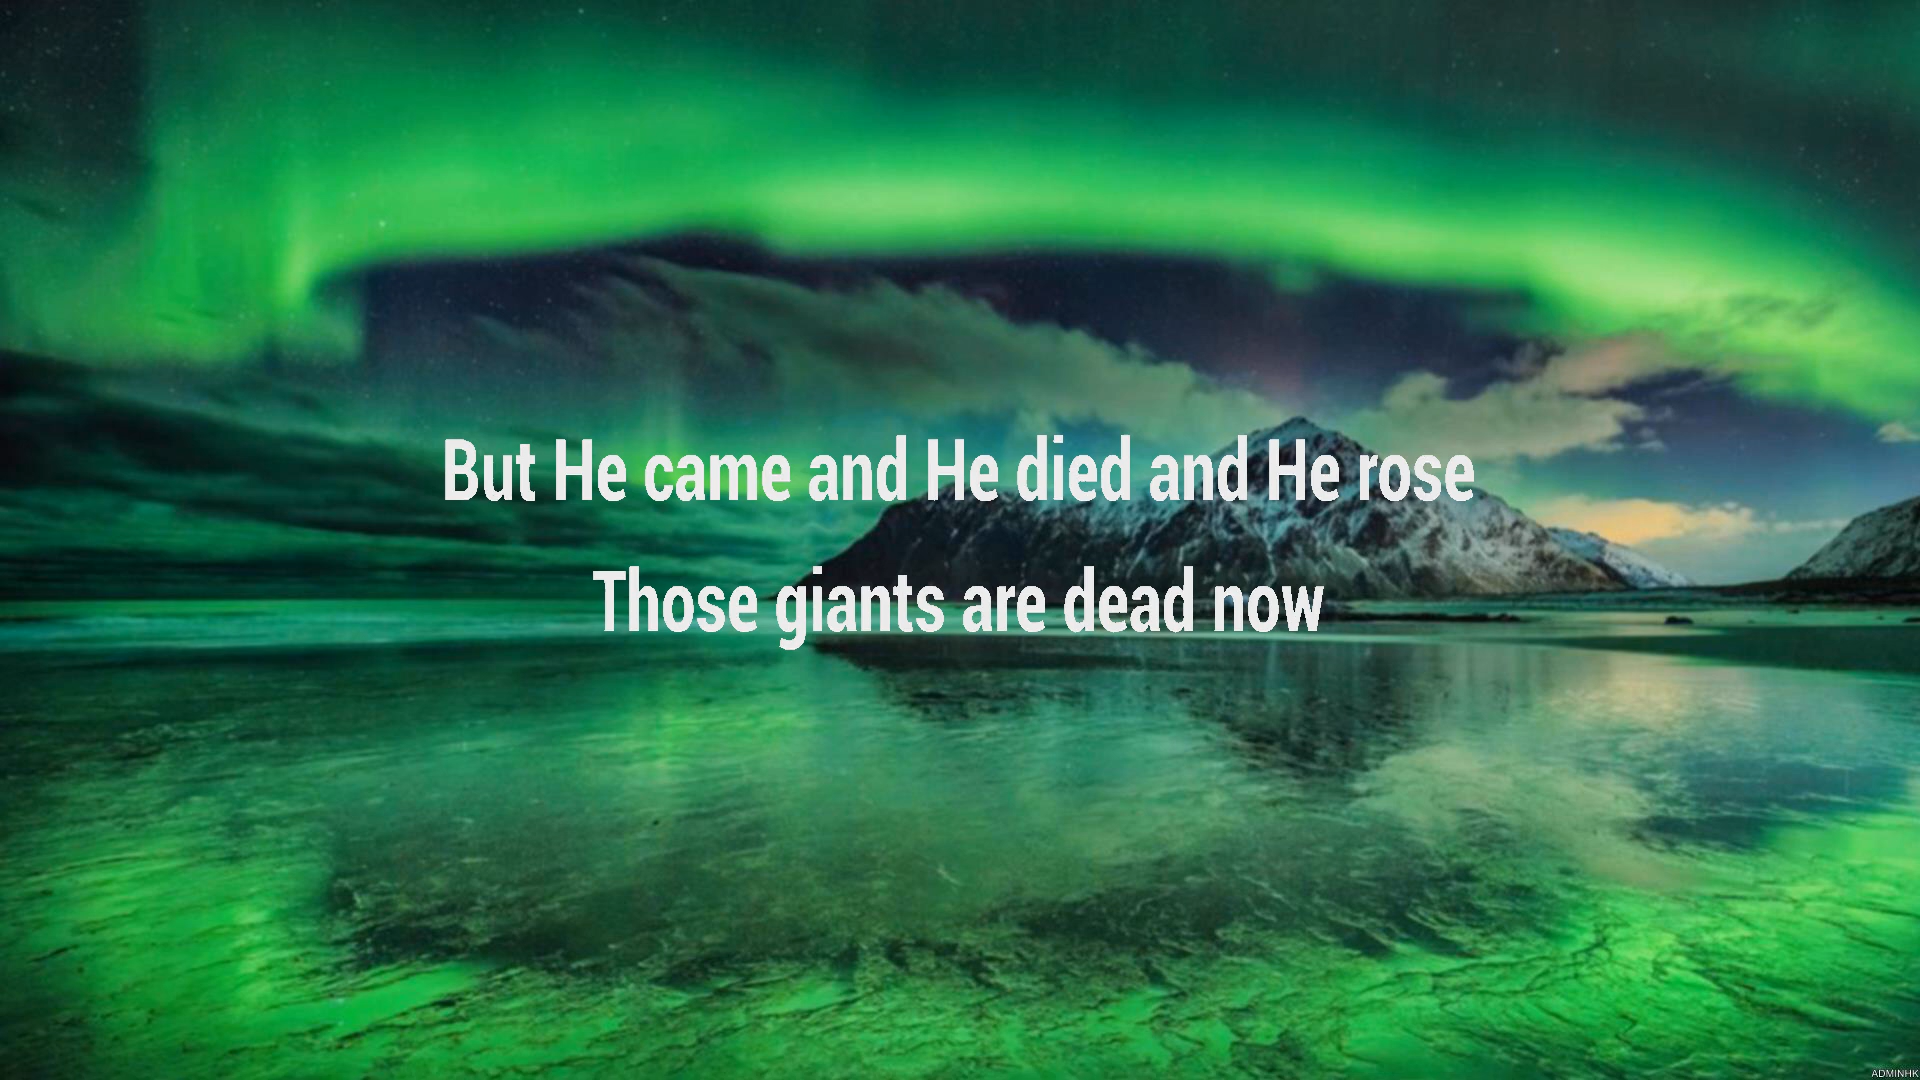 But He came and He died and He rose
Those giants are dead now
ADMINHK